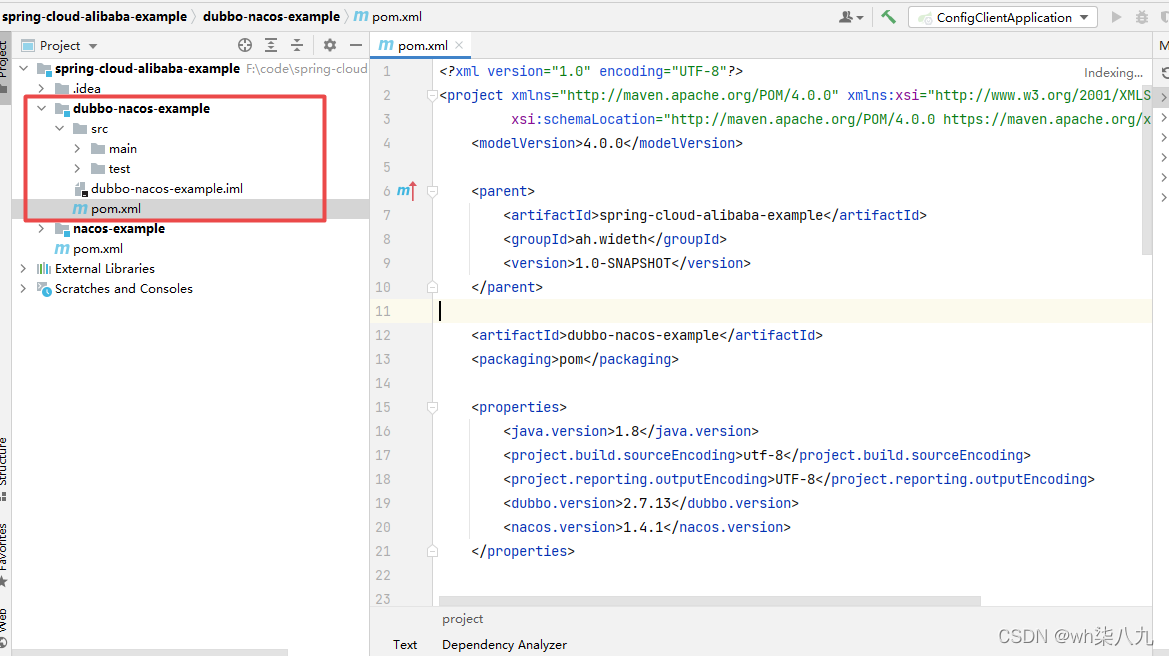 spring-cloud-alibaba-example dubbo-nacos-example m pom.xml
ConfigClientApplication
Project
Project
m pom.xml
spring-cloud-alibaba-example F:\code\spring-cloud
.idea
dubbo-nacos-example
src
main
test
dubbo-nacos-example.iml
m pom.xml
nacos-example
m pom.xml
External Libraries
Scratches and Consoles
Structure
Favorites
Web
Indexing...
1 <?xml version="1.0" encoding="UTF-8"?>
2 <project xmlns="http://maven.apache.org/POM/4.0.0" xmlns:xsi="http://www.w3.org/2001/XMLS
3 xsi:schemaLocation="http://maven.apache.org/POM/4.0.0 https://maven.apache.org/x
4 <modelVersion>4.0.0</modelVersion>
5
6 m <parent>
7 <artifactId>spring-cloud-alibaba-example</artifactId>
8 <groupId>ah.wideth</groupId>
9 <version>1.0-SNAPSHOT</version>
10 </parent>
11
12 <artifactId>dubbo-nacos-example</artifactId>
13 <packaging>pom</packaging>
14
15 <properties>
16 <java.version>1.8</java.version>
17 <project.build.sourceEncoding>utf-8</project.build.sourceEncoding>
18 <project.reporting.outputEncoding>UTF-8</project.reporting.outputEncoding>
19 <dubbo.version>2.7.13</dubbo.version>
20 <nacos.version>1.4.1</nacos.version>
21 </properties>
22
23
project
Text Dependency Analyzer
CSDN @wh柒八九